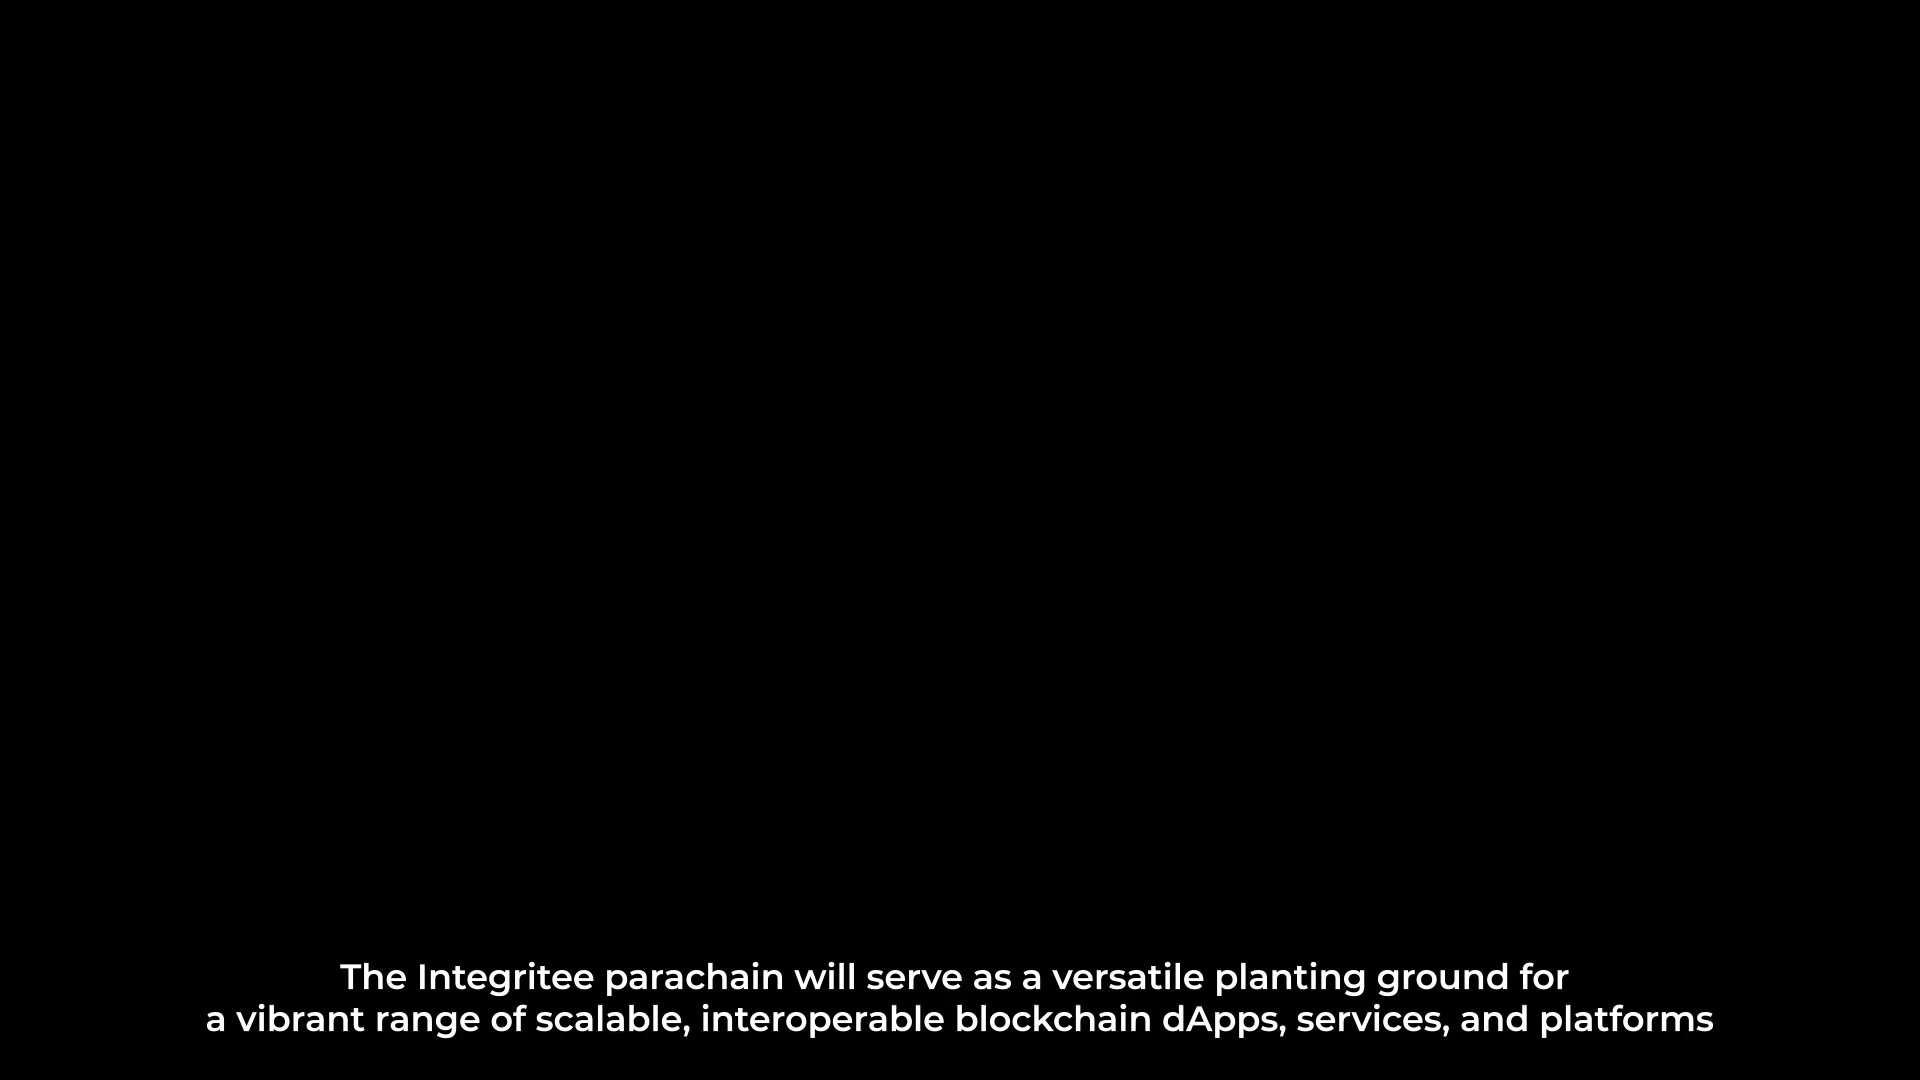 The Integritee parachain will serve as a versatile planting ground for
a vibrant range of scalable, interoperable blockchain dApps, services, and platforms